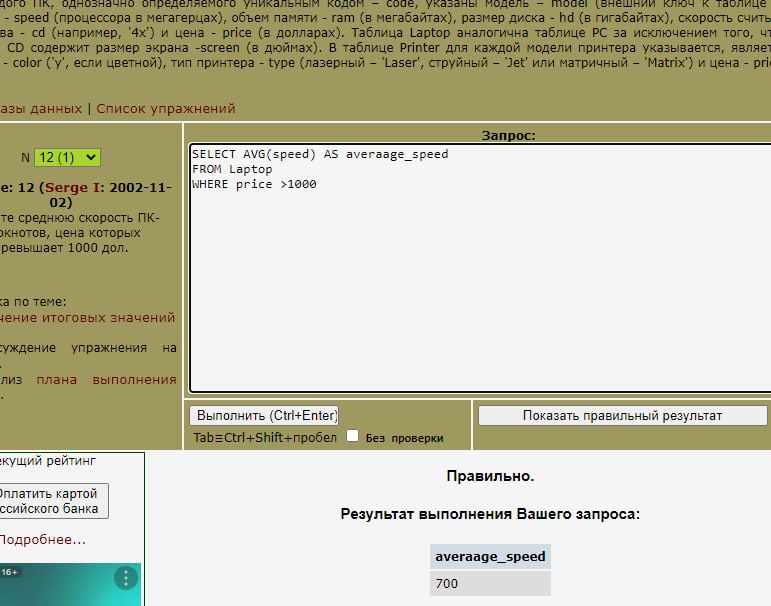 ого ПК, однозначно определяемого уникальным кодом – code, указаны модель – model (внешний ключ к таблице
- speed (процессора в мегагерцах), объем памяти - ram (в мегабайтах), размер диска - hd (в гигабайтах), скорость
ва - cd (например, '4x') и цена - price (в долларах). Таблица Laptop аналогична таблице PC за исключением того,
CD содержит размер экрана -screen (в дюймах). В таблице Printer для каждой модели принтера указывается,
- color ('y', если цветной), тип принтера - type (лазерный – 'Laser', струйный – 'Jet' или матричный – 'Matrix') и цена -
азы данных | Список упражнений
Запрос:
N 12 (1)
е: 12 (Serge I: 2002-11-
02)
те среднюю скорость ПК-
окнотов, цена которых
ревышает 1000 дол.
ка по теме:
чение итоговых значений
суждение упражнения на
.
лиз плана выполнения
.
SELECT AVG(speed) AS averaage_speed
FROM Laptop
WHERE price >1000
Выполнить (Ctrl+Enter)
Показать правильный результат
Tab≡Ctrl+Shift+пробел
Без проверки
екущий рейтинг
Оплатить картой
ссийского банка
Подробнее...
16+
Правильно.
Результат выполнения Вашего запроса:
averaage_speed
700